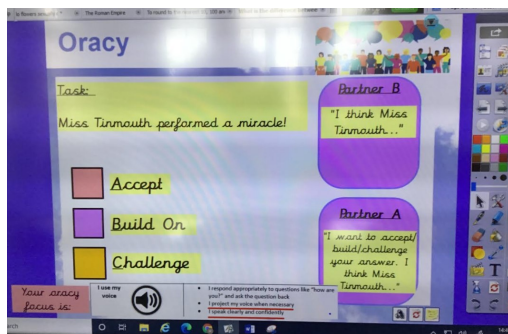 The Roman Empire
Oracy
Task:
Miss Tinmouth performed a miracle!
Accept
Build On
Challenge
Partner B
"I think Miss
Tinmouth..."
Partner A
"I want to accept/
build/challenge
your answer. I
think Miss
Tinmouth..."
Your oracy
focus is:
I use my
voice
• I respond appropriately to questions like "how are
you?" and ask the question back
• I project my voice when necessary
• I speak clearly and confidently